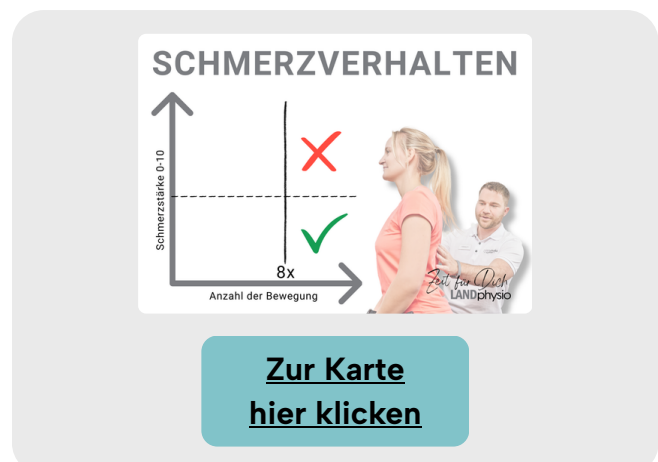 SCHMERZVERHALTEN
Schmerzstärke 0-10
8x
Anzahl der Bewegung
Zeit für Dich
LANDphysio
Zur Karte
hier klicken